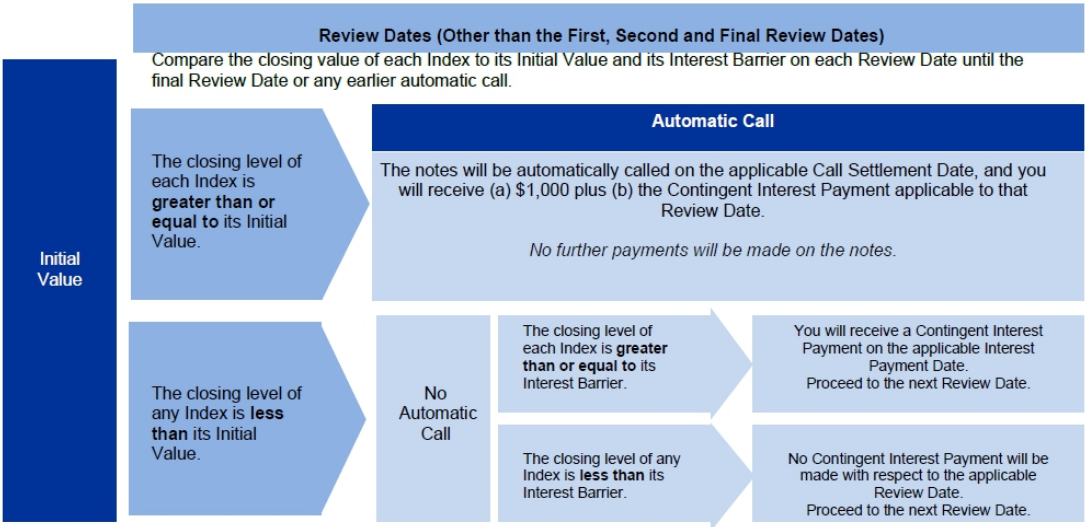 Review Dates (Other than the First, Second and Final Review Dates)
Compare the closing value of each Index to its Initial Value and its Interest Barrier on each Review Date until the
final Review Date or any earlier automatic call.
Initial
Value
The closing level of
each Index is
greater than or
equal to its Initial
Value.
Automatic Call
The notes will be automatically called on the applicable Call Settlement Date, and you
will receive (a) $1,000 plus (b) the Contingent Interest Payment applicable to that
Review Date.
No further payments will be made on the notes.
The closing level of
any Index is less
than its Initial
Value.
No
Automatic
Call
The closing level of
each Index is greater
than or equal to its
Interest Barrier.
You will receive a Contingent Interest
Payment on the applicable Interest
Payment Date.
Proceed to the next Review Date.
The closing level of any
Index is less than its
Interest Barrier.
No Contingent Interest Payment will be
made with respect to the applicable
Review Date.
Proceed to the next Review Date.